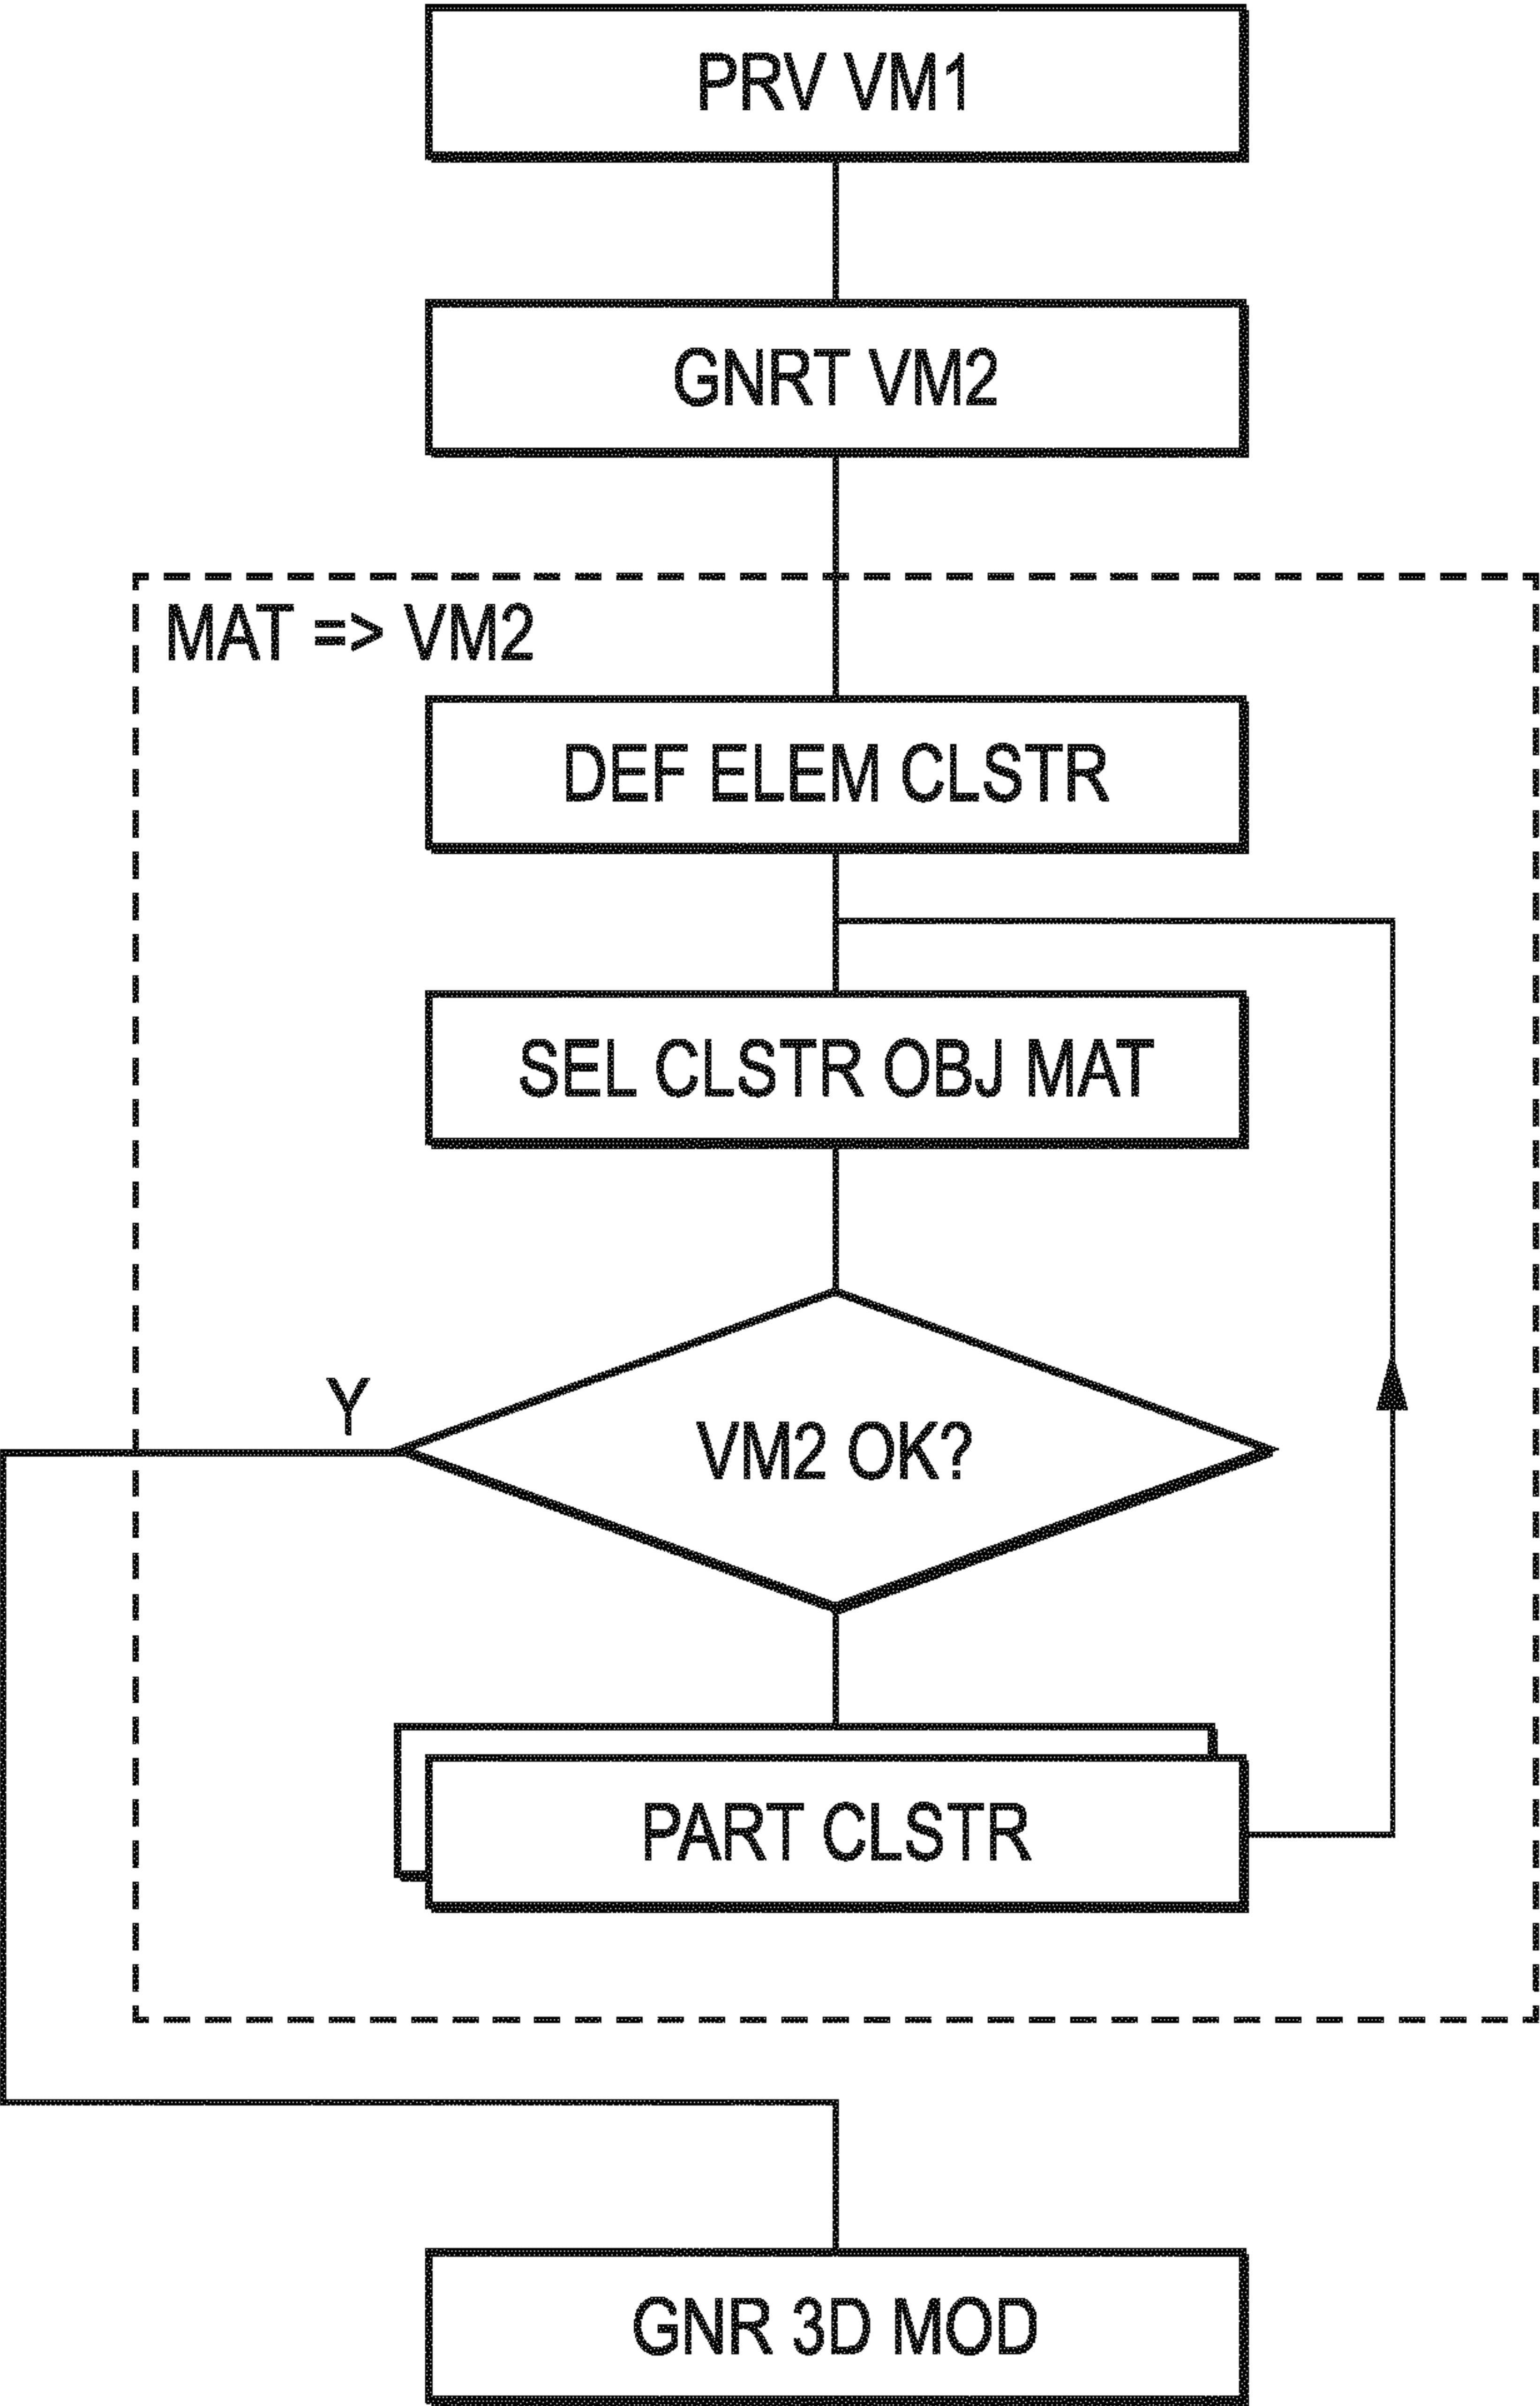 PRV VM1
GNRT VM2
MAT => VM2
DEF ELEM CLSTR
SEL CLSTR OBJ MAT
Y
VM2 OK?
PART CLSTR
GNR 3D MOD